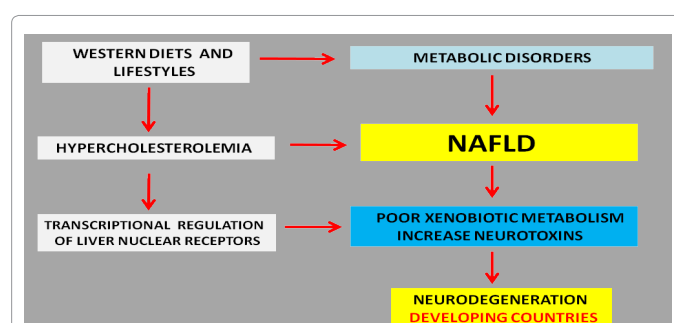 WESTERN DIETS AND
LIFESTYLES
METABOLIC DISORDERS
HYPERCHOLESTEROLEMIA
NAFLD
TRANSCRIPTIONAL REGULATION
OF LIVER NUCLEAR RECEPTORS
POOR XENOBIOTIC METABOLISM
INCREASE NEUROTOXINS
NEURODEGENERATION
DEVELOPING COUNTRIES